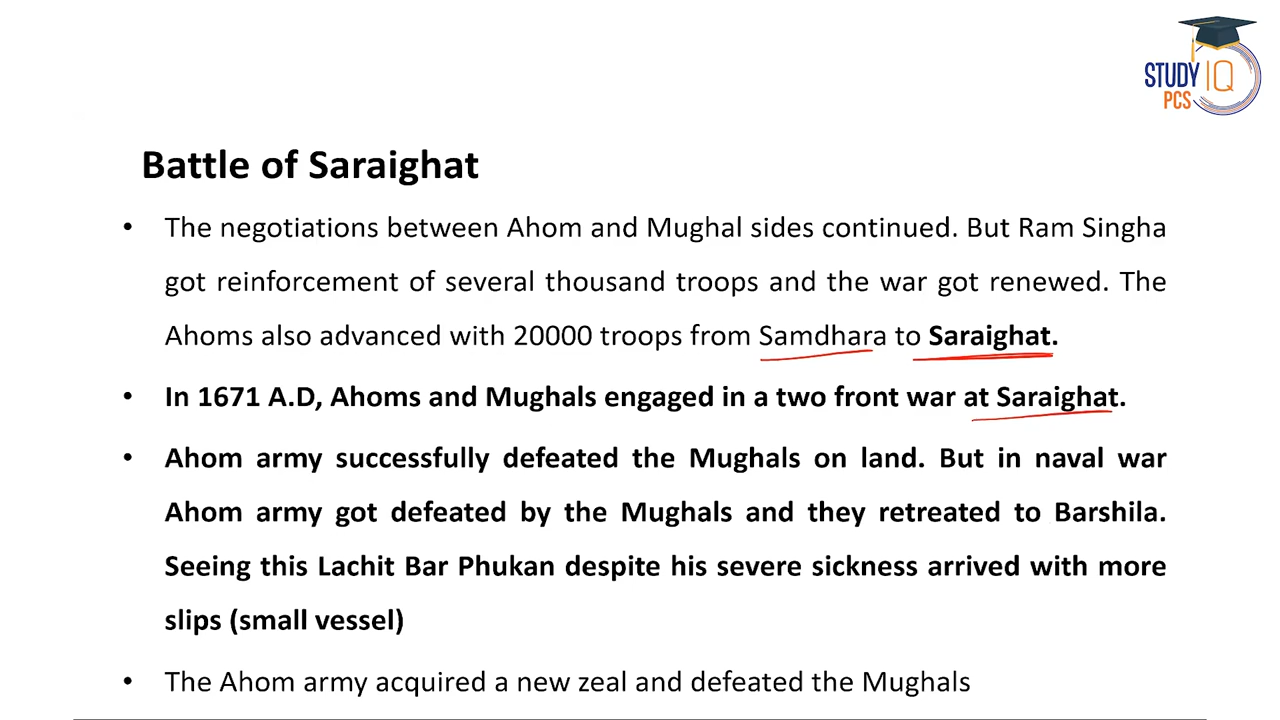 STUDY IQ
PCS
Battle of Saraighat
• The negotiations between Ahom and Mughal sides continued. But Ram Singha
got reinforcement of several thousand troops and the war got renewed. The
Ahoms also advanced with 20000 troops from Samdhara to Saraighat.
• In 1671 A.D, Ahoms and Mughals engaged in a two front war at Saraighat.
• Ahom army successfully defeated the Mughals on land. But in naval war
Ahom army got defeated by the Mughals and they retreated to Barshila.
Seeing this Lachit Bar Phukan despite his severe sickness arrived with more
slips (small vessel)
• The Ahom army acquired a new zeal and defeated the Mughals